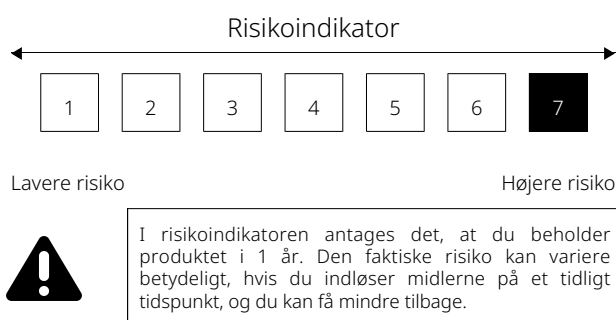 Risikoindikator
1 2 3 4 5 6 7
Lavere risiko Højere risiko
I risikoindikatoren antages det, at du beholder
produktet i 1 år. Den faktiske risiko kan variere
betydeligt, hvis du indløser midlerne på et tidligt
tidspunkt, og du kan få mindre tilbage.